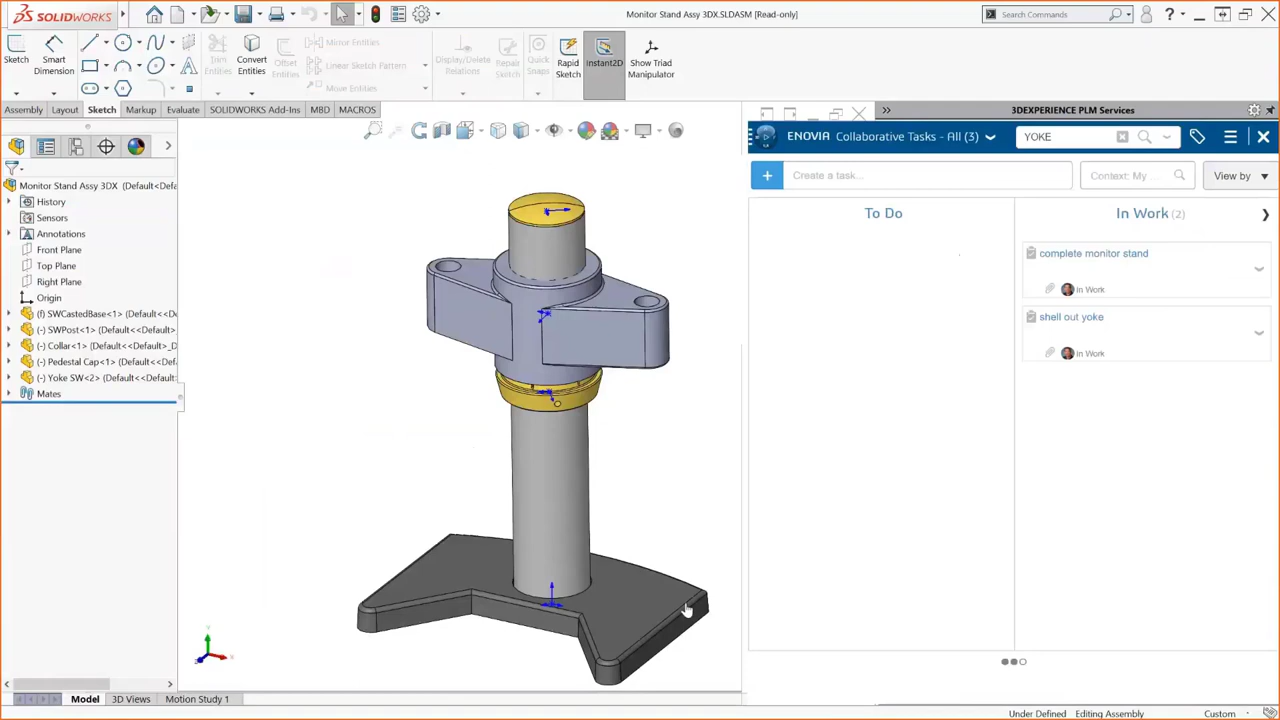 SOLIDWORKS
Monitor Stand Assy 3DX.SLDASM [Read-only]
Search Commands
Sketch
Smart Dimension
Trim Entities
Convert Entities
Offset Entities
Mirror Entities
Linear Sketch Pattern
Move Entities
Display/Delete Relations
Repair Sketch
Quick Snaps
Rapid Sketch
Instant2D
Show Triad Manipulator
Assembly
Layout
Sketch
Markup
Evaluate
SOLIDWORKS Add-Ins
MBD
MACROS
3DEXPERIENCE PLM Services
ENOVIA Collaborative Tasks - All (3)
YOKE
Create a task...
Context: My ...
View by
Monitor Stand Assy 3DX (Default<Defa
History
Sensors
Annotations
Front Plane
Top Plane
Right Plane
Origin
(f) SWCastedBase<1> (Default<<D
(-) SWPost<1> (Default<<Default>
(-) Collar<1> (Default<<Default>_D
(-) Pedestal Cap<1> (Default<<Def
(-) Yoke SW<2> (Default<<Default
Mates
To Do
In Work (2)
complete monitor stand
In Work
shell out yoke
In Work
Model
3D Views
Motion Study 1
Under Defined
Editing Assembly
Custom